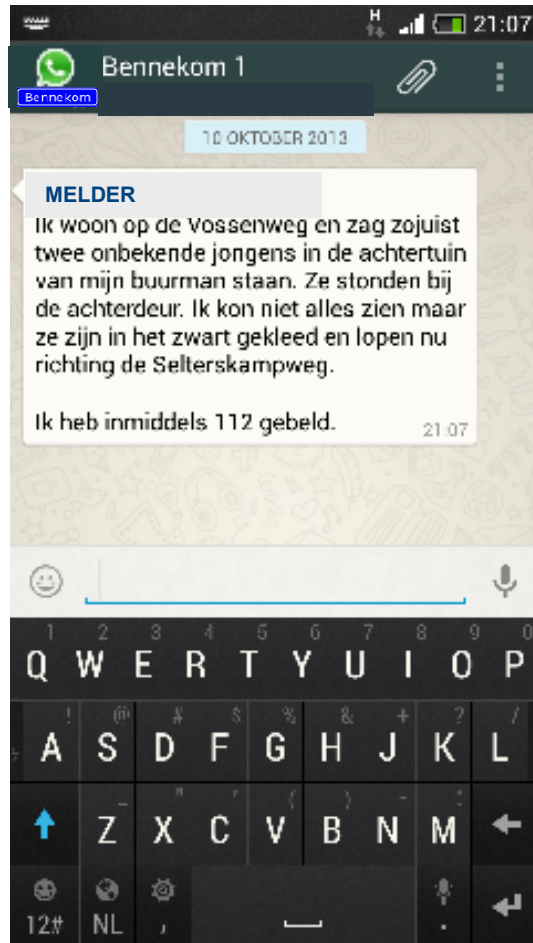 H 21:07
Bennekom 1
Bennekom
10 OKTOBER 2013
MELDER
Ik woon op de Vossenweg en zag zojuist
twee onbekende jongens in de achtertuin
van mijn buurman staan. Ze stonden bij
de achterdeur. Ik kon niet alles zien maar
ze zijn in het zwart gekleed en lopen nu
richting de Selterskampweg.
Ik heb inmiddels 112 gebeld.
21:07
1 2 3 4 5 6 7 8 9 0
Q W E R T Y U I O P
! @ # $ % & + ? /
A S D F G H J K L
_ " ' ( ) - :
Z X C V B N M
12# NL , .